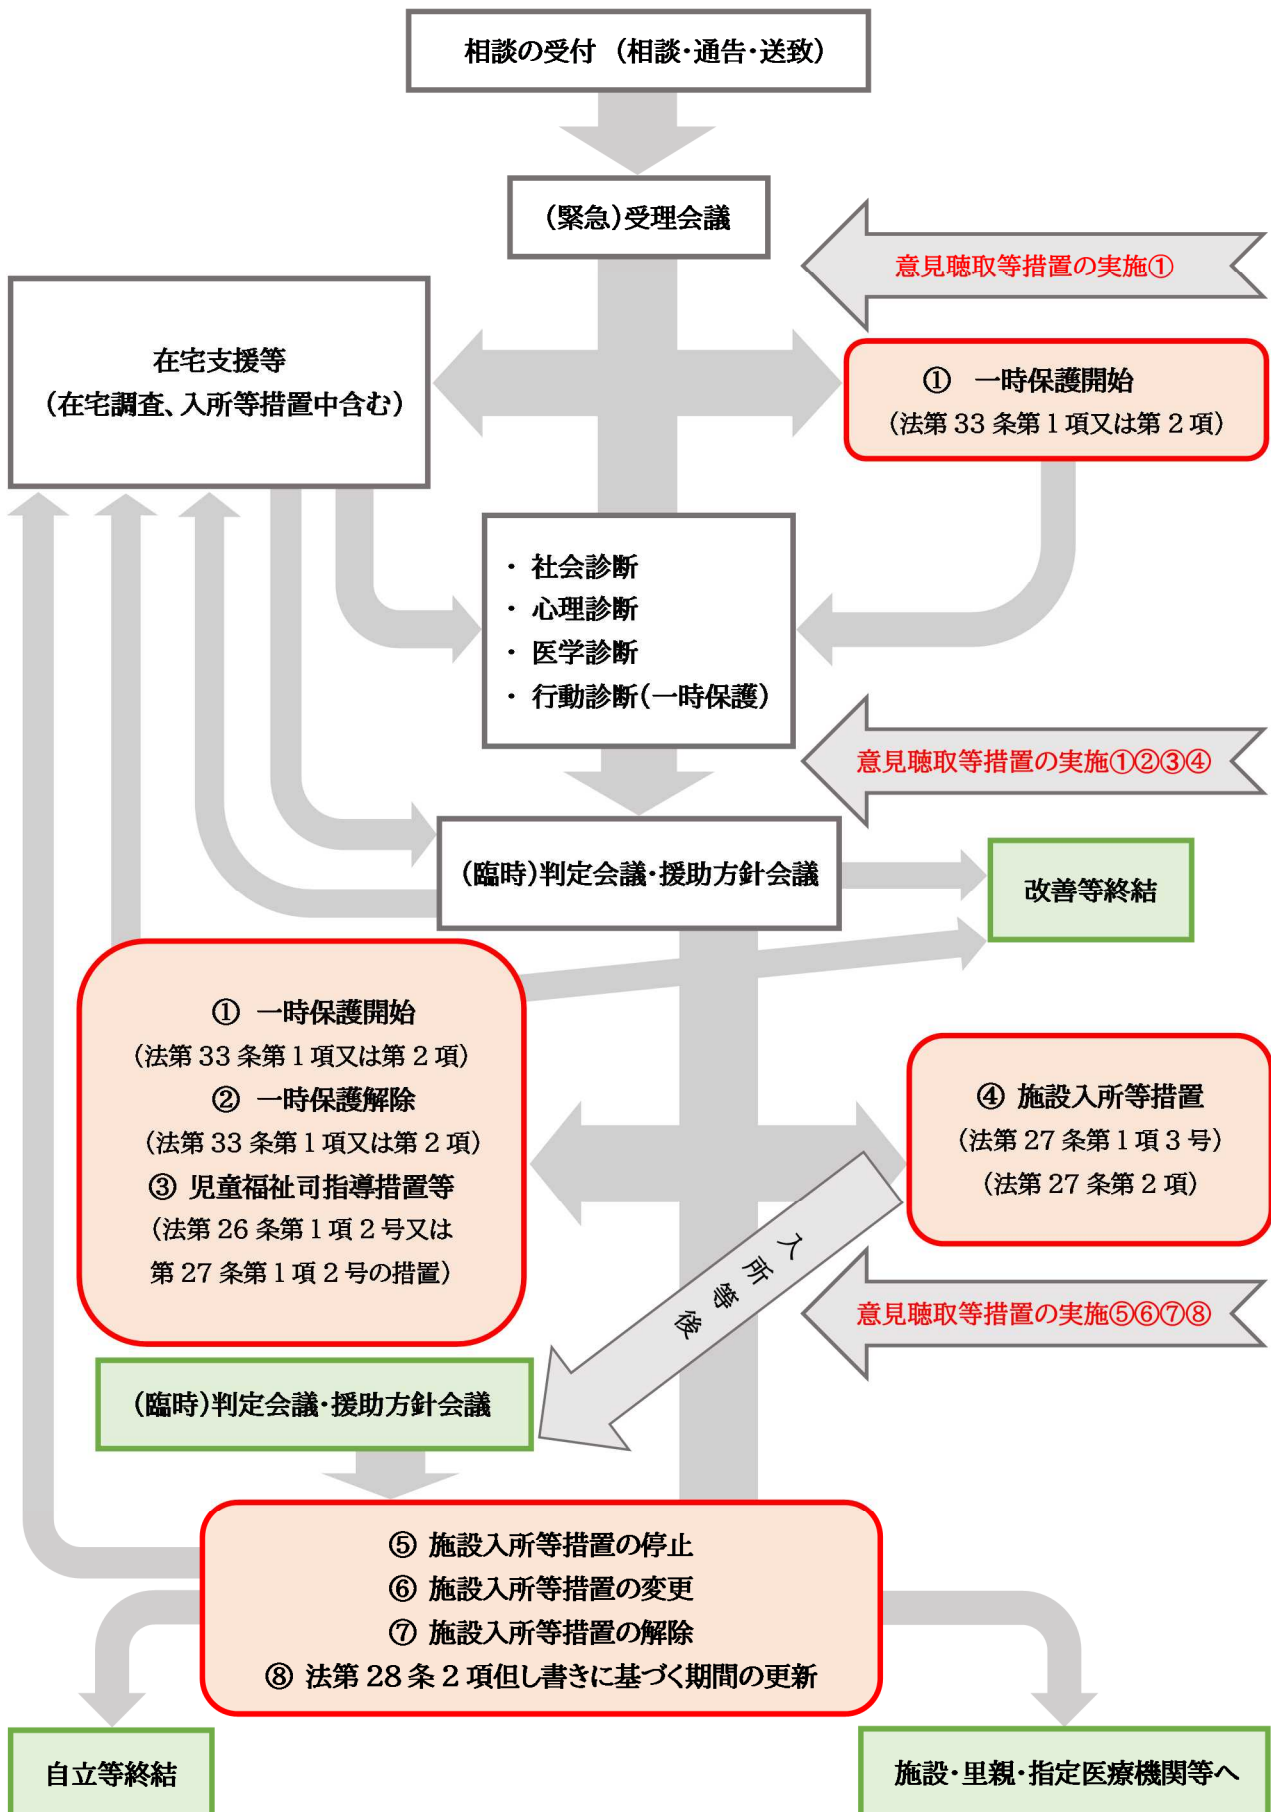 相談の受付 （相談・通告・送致）
（緊急）受理会議
意見聴取等措置の実施①
在宅支援等
（在宅調査、入所等措置中含む）
① 一時保護開始
（法第 33 条第 1 項又は第 2 項）
・ 社会診断
・ 心理診断
・ 医学診断
・ 行動診断（一時保護）
意見聴取等措置の実施①②③④
（臨時）判定会議・援助方針会議
改善等終結
① 一時保護開始
（法第 33 条第 1 項又は第 2 項）
② 一時保護解除
（法第 33 条第 1 項又は第 2 項）
③ 児童福祉司指導措置等
（法第 26 条第 1 項 2 号又は
第 27 条第 1 項 2 号の措置）
④ 施設入所等措置
（法第 27 条第 1 項 3 号）
（法第 27 条第 2 項）
入所等後
意見聴取等措置の実施⑤⑥⑦⑧
（臨時）判定会議・援助方針会議
⑤ 施設入所等措置の停止
⑥ 施設入所等措置の変更
⑦ 施設入所等措置の解除
⑧ 法第 28 条 2 項但し書きに基づく期間の更新
自立等終結
施設・里親・指定医療機関等へ